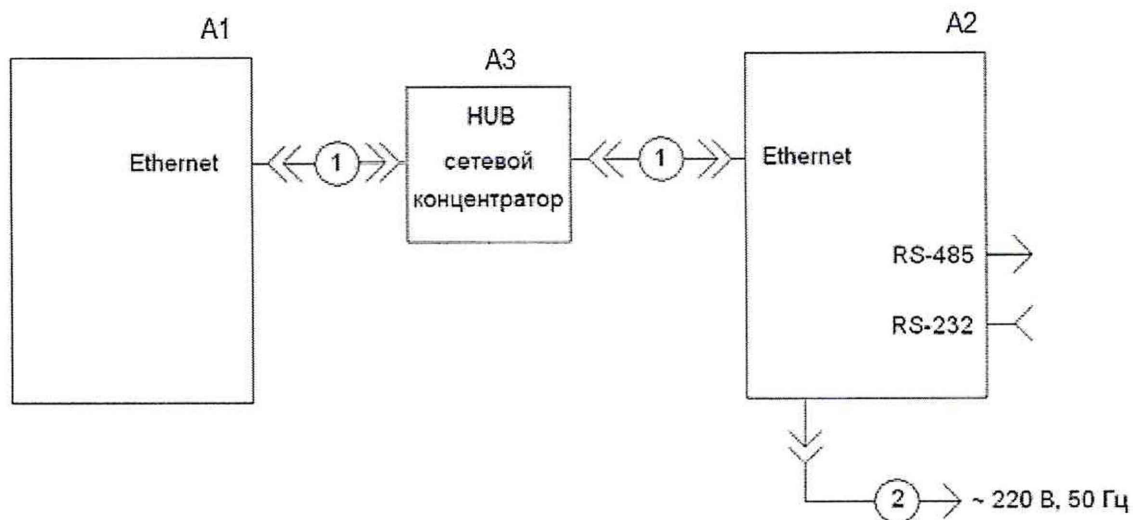 A1
A3
A2
HUB
сетевой
концентратор
Ethernet
1
1
Ethernet
RS-485
RS-232
2
~ 220 В, 50 Гц